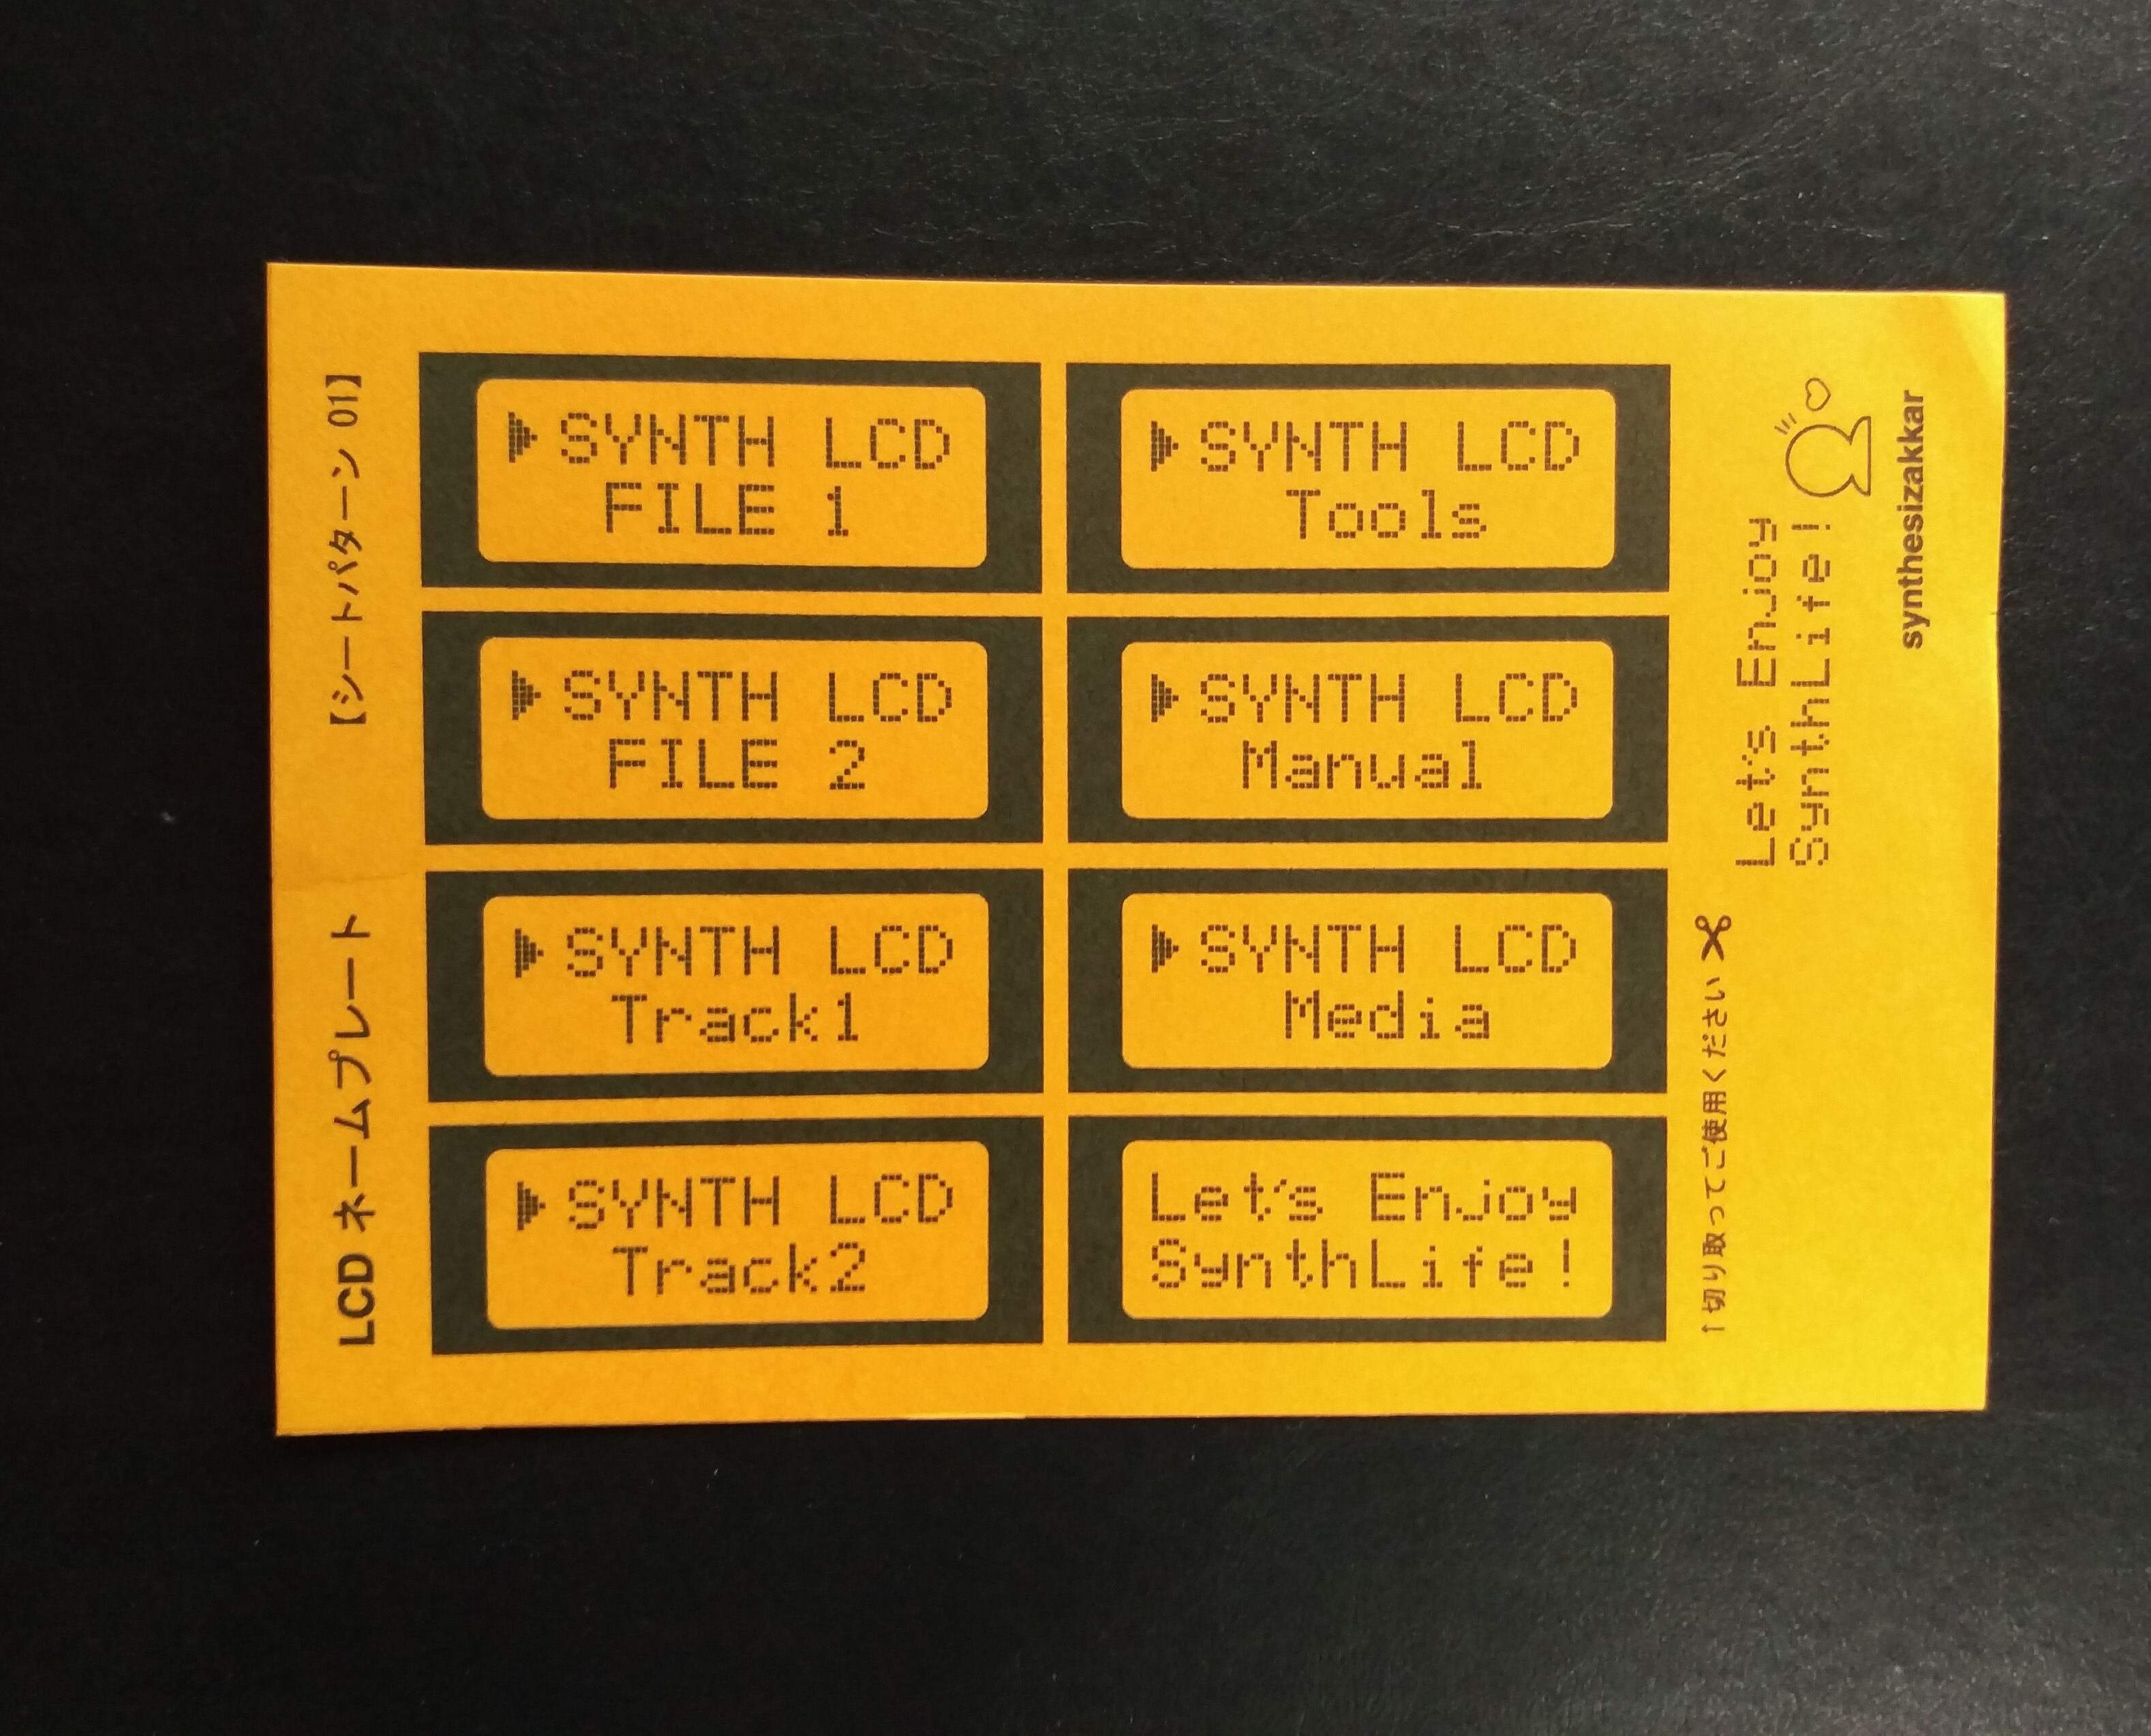 LCD ネームプレート
【シートパターン 01】
▶SYNTH LCD
FILE 1
▶SYNTH LCD
Tools
▶SYNTH LCD
FILE 2
▶SYNTH LCD
Manual
▶SYNTH LCD
Track1
▶SYNTH LCD
Media
▶SYNTH LCD
Track2
Let's Enjoy
SynthLife!
↑切り取ってご使用ください
Let's Enjoy
SynthLife!
synthesizakkar